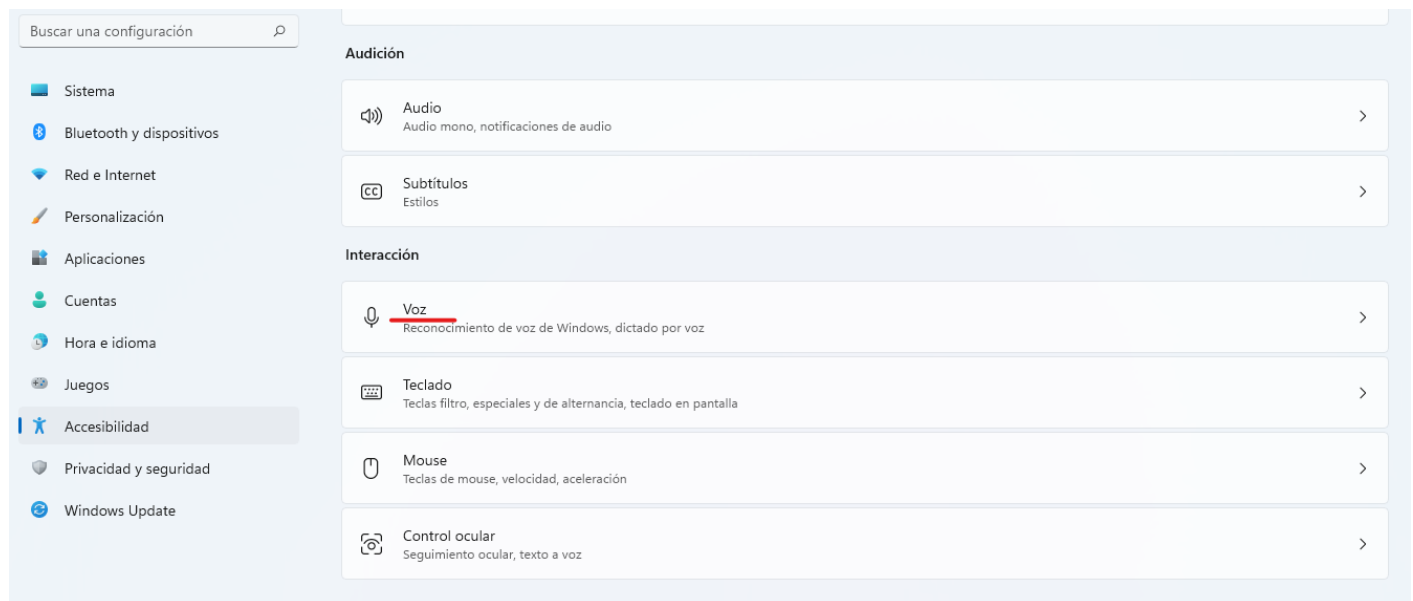 Buscar una configuración
Sistema
Bluetooth y dispositivos
Red e Internet
Personalización
Aplicaciones
Cuentas
Hora e idioma
Juegos
Accesibilidad
Privacidad y seguridad
Windows Update
Audición
Audio
Audio mono, notificaciones de audio
CC
Subtítulos
Estilos
Interacción
Voz
Reconocimiento de voz de Windows, dictado por voz
Teclado
Teclas filtro, especiales y de alternancia, teclado en pantalla
Mouse
Teclas de mouse, velocidad, aceleración
Control ocular
Seguimiento ocular, texto a voz